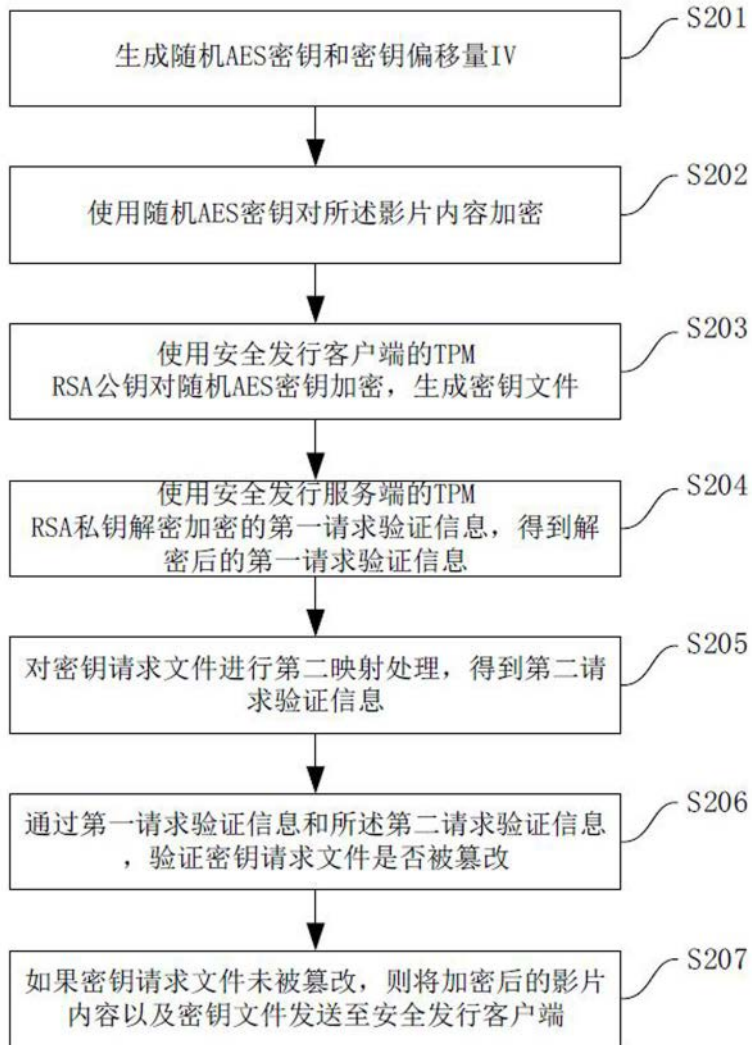 S201
生成随机AES密钥和密钥偏移量IV
S202
使用随机AES密钥对所述影片内容加密
S203
使用安全发行客户端的TPM
RSA公钥对随机AES密钥加密，生成密钥文件
S204
使用安全发行服务端的TPM
RSA私钥解密加密的第一请求验证信息，得到解
密后的第一请求验证信息
S205
对密钥请求文件进行第二映射处理，得到第二请
求验证信息
S206
通过第一请求验证信息和所述第二请求验证信息
，验证密钥请求文件是否被篡改
S207
如果密钥请求文件未被篡改，则将加密后的影片
内容以及密钥文件发送至安全发行客户端